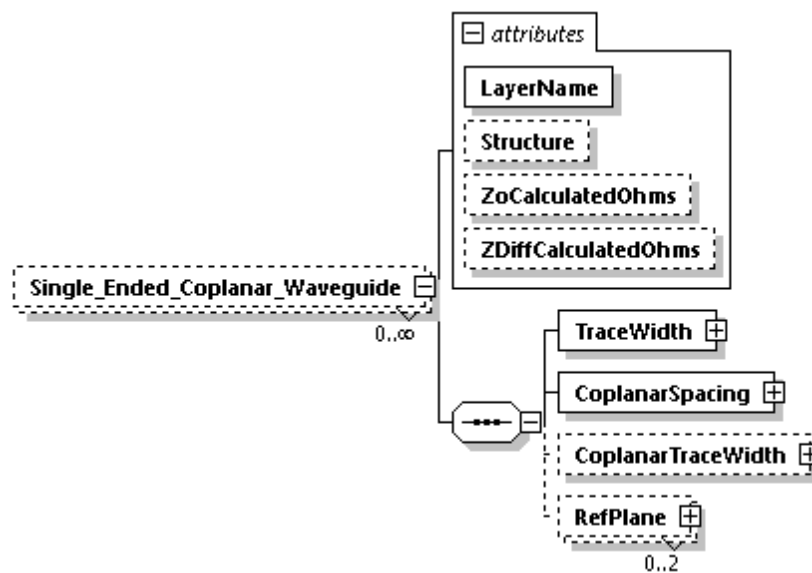 attributes
LayerName
Structure
ZoCalculatedOhms
ZDiffCalculatedOhms
Single_Ended_Coplanar_Waveguide
0..∞
TraceWidth
CoplanarSpacing
CoplanarTraceWidth
RefPlane
0..2